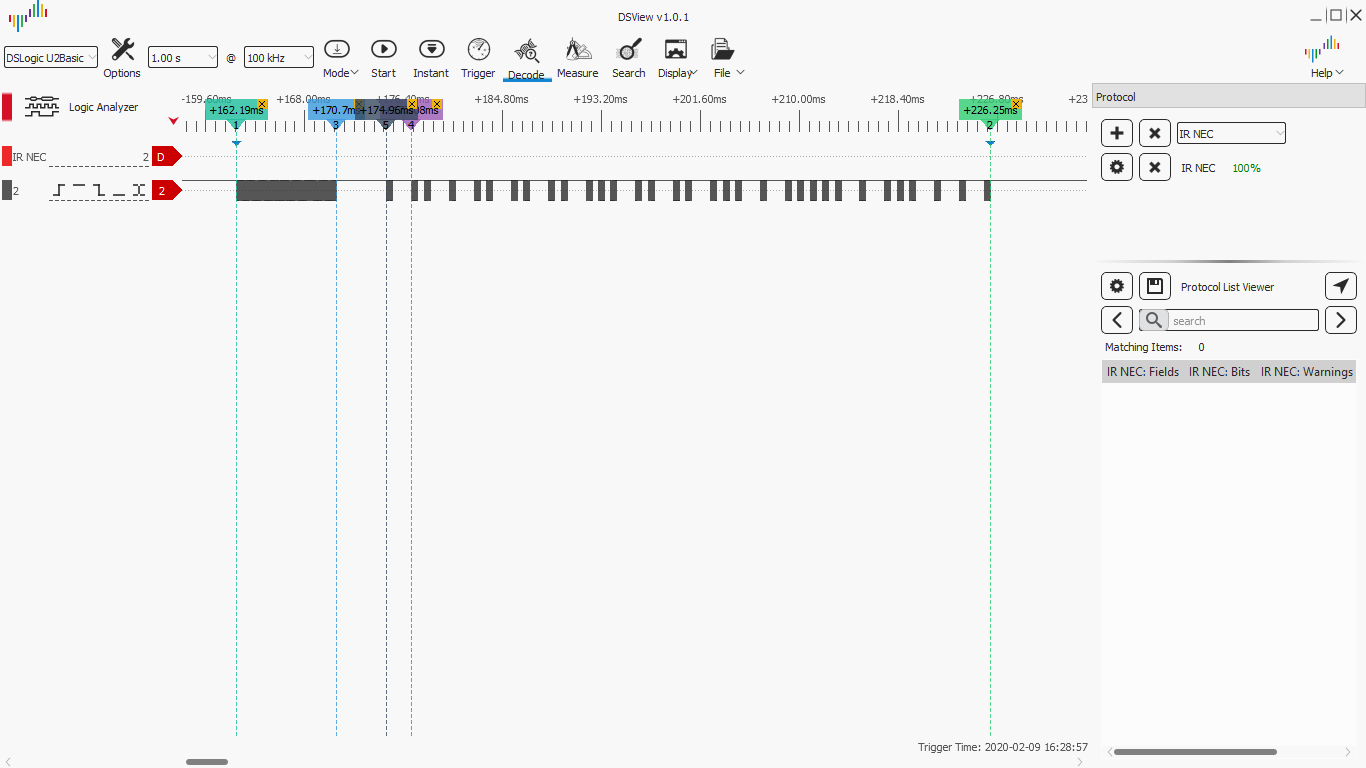 DSView v1.0.1
DSLogic U2Basic
Options
1.00 s
@
100 kHz
Mode
Start
Instant
Trigger
Decode
Measure
Search
Display
File
Help
Logic Analyzer
-159.60ms
+168.00ms
+176.40ms
+184.80ms
+193.20ms
+201.60ms
+210.00ms
+218.40ms
+226.80ms
+23
+162.19ms
+170.7m
+174.96ms
8ms
+226.25ms
1
3
5
4
2
IR NEC
2
D
2
2
Protocol
IR NEC
IR NEC
100%
Protocol List Viewer
search
Matching Items:
0
IR NEC: Fields
IR NEC: Bits
IR NEC: Warnings
Trigger Time: 2020-02-09 16:28:57